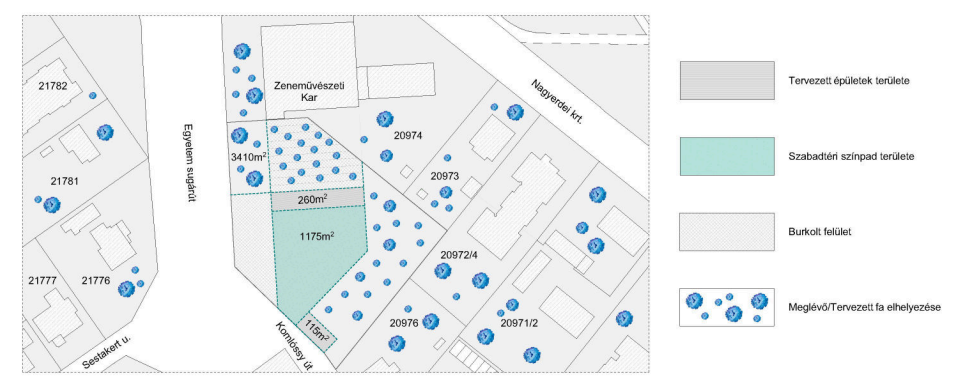 21782
Zeneművészeti
Kar
Nagyerdei krt.
Egyetem sugárút
20974
3410m²
21781
20973
260m²
1175m²
20972/4
21777
21776
20976
20971/2
115m²
Sestakert u.
Komlóssy út
Tervezett épületek területe
Szabadtéri színpad területe
Burkolt felület
Meglévő/Tervezett fa elhelyezése